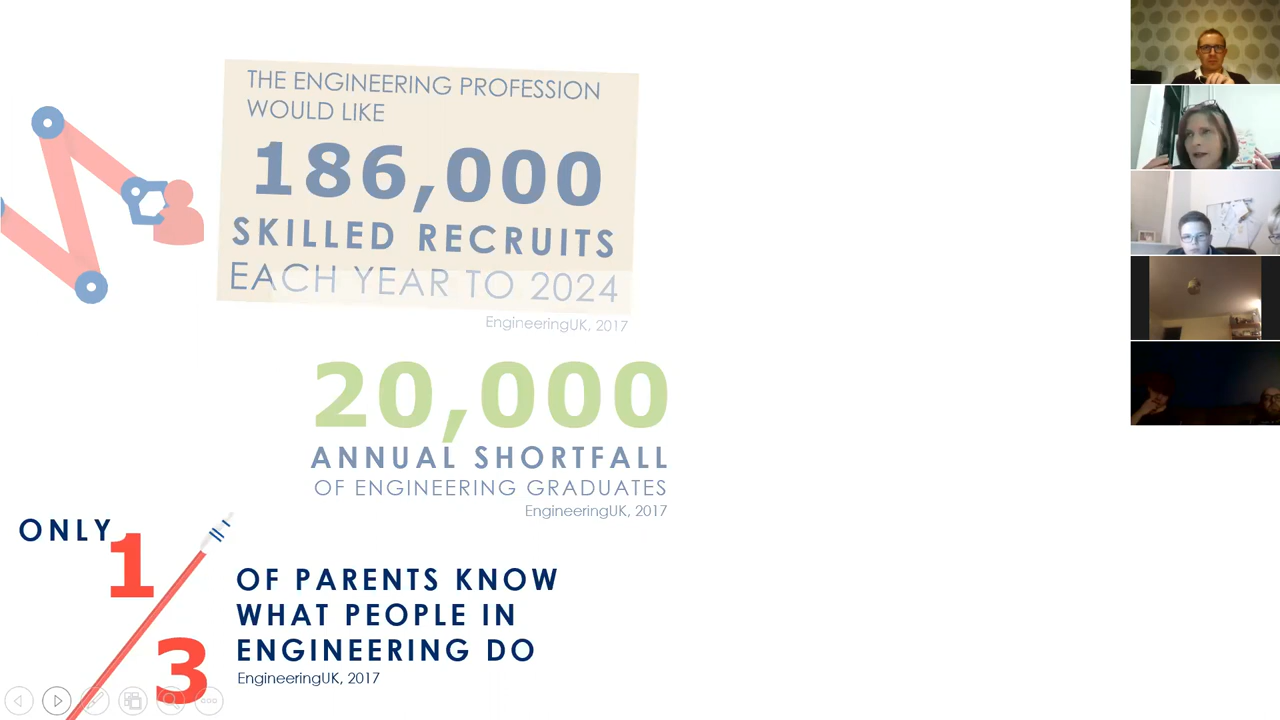 THE ENGINEERING PROFESSION
WOULD LIKE
186,000
SKILLED RECRUITS
EACH YEAR TO 2024
EngineeringUK, 2017
20,000
ANNUAL SHORTFALL
OF ENGINEERING GRADUATES
EngineeringUK, 2017
ONLY
1
3
OF PARENTS KNOW
WHAT PEOPLE IN
ENGINEERING DO
EngineeringUK, 2017